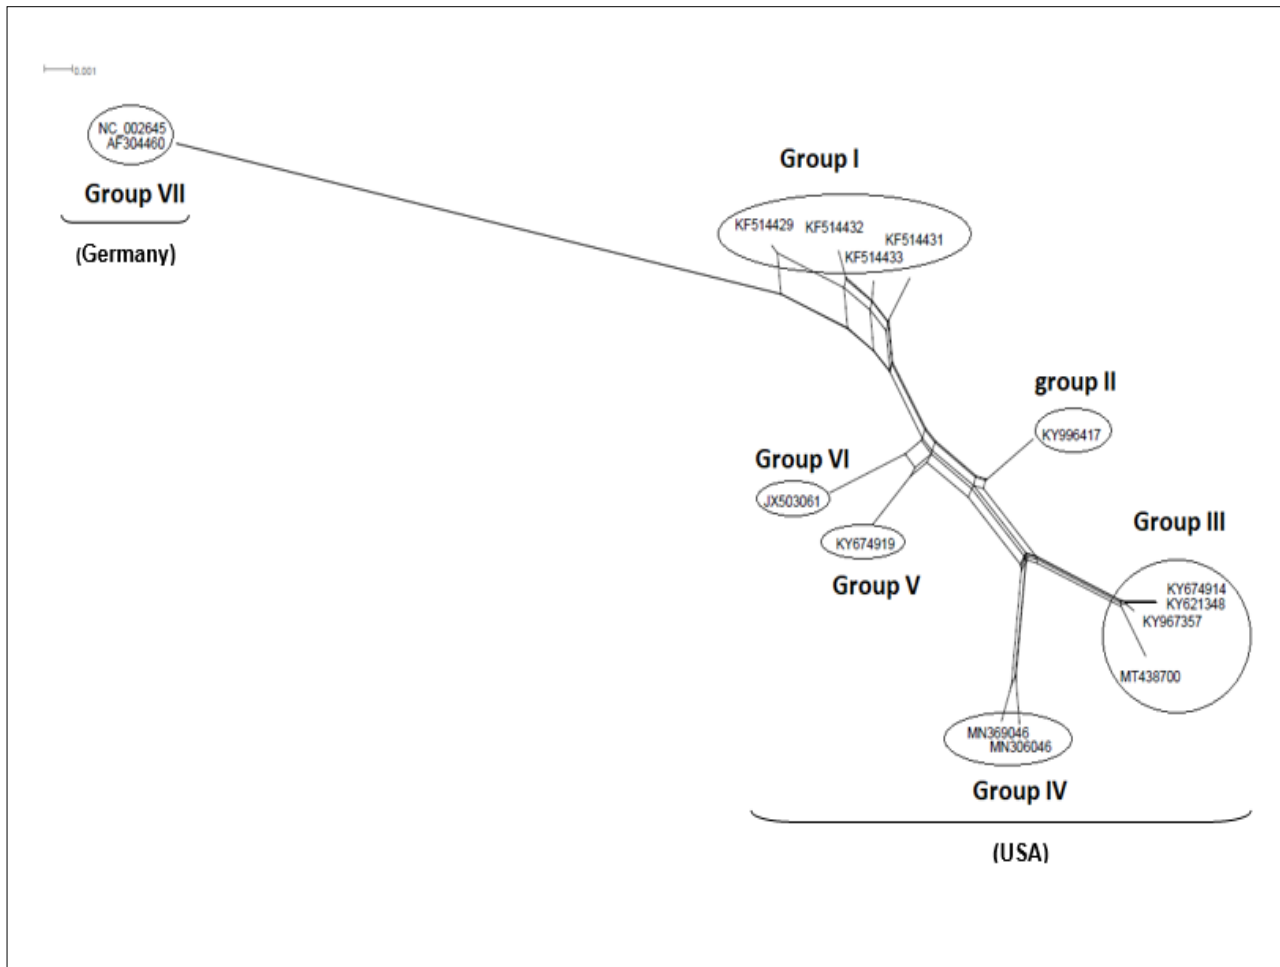 0.001
NC_002645
AF304460
Group VII
(Germany)
Group I
KF514429
KF514432
KF514431
KF514433
group II
KY996417
Group VI
JX503061
KY674919
Group V
Group III
KY674914
KY621348
KY967357
MT438700
MN369046
MN306046
Group IV
(USA)